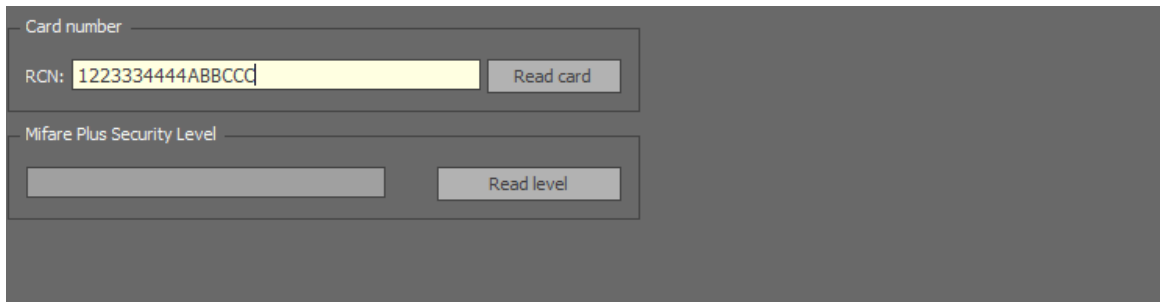 Card number
RCN: 1223334444ABBCCC Read card
Mifare Plus Security Level
Read level